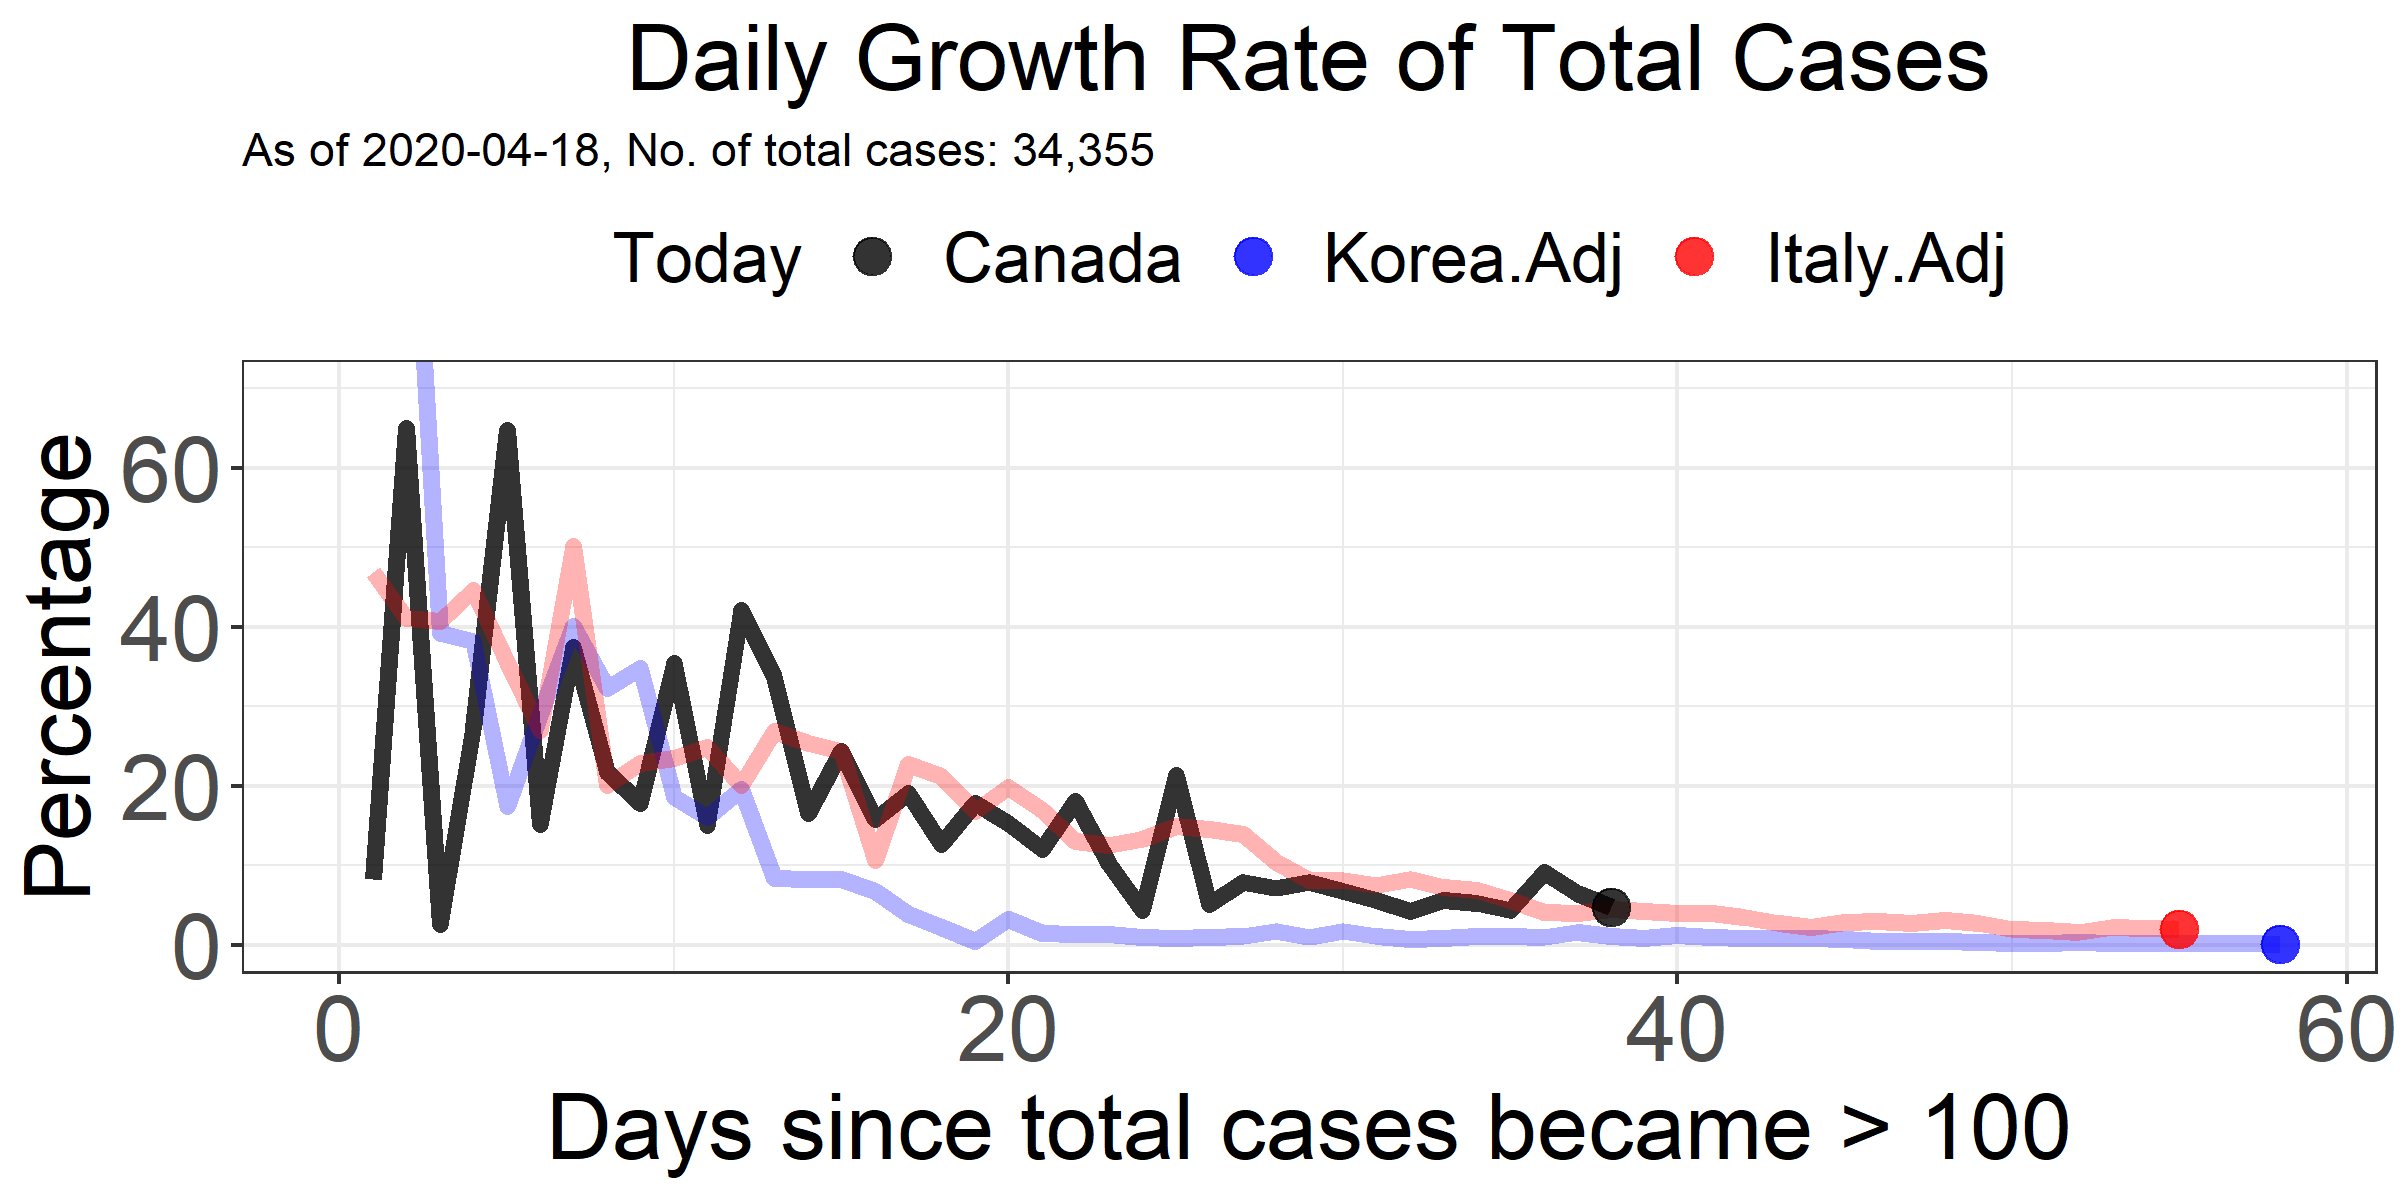 Daily Growth Rate of Total Cases
As of 2020-04-18, No. of total cases: 34,355
Today Canada Korea.Adj Italy.Adj
Percentage
60
40
20
0
0 20 40 60
Days since total cases became > 100